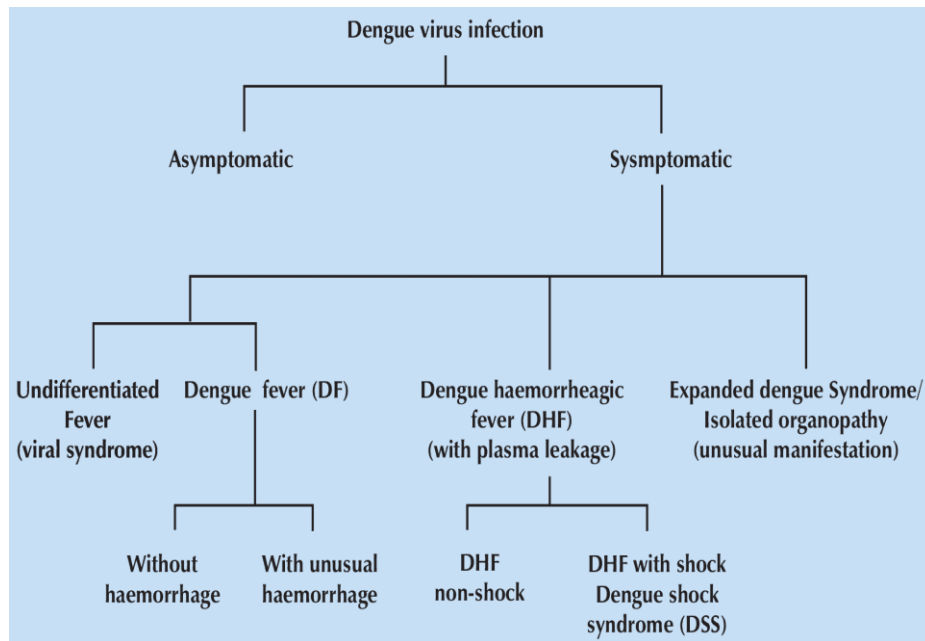 Dengue virus infection
Asymptomatic
Sysmptomatic
Undifferentiated
Fever
(viral syndrome)
Dengue fever (DF)
Dengue haemorrheagic
fever (DHF)
(with plasma leakage)
Expanded dengue Syndrome/
Isolated organopathy
(unusual manifestation)
Without
haemorrhage
With unusual
haemorrhage
DHF
non-shock
DHF with shock
Dengue shock
syndrome (DSS)